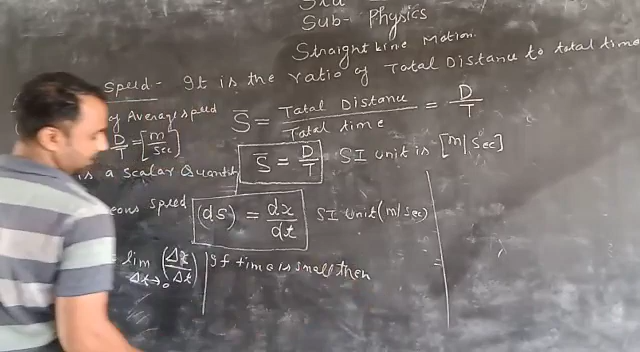 Sub- Physics
Straight Line Motion.
Speed - It is the ratio of Total Distance to total time
of Average speed S̅ = Total Distance / Total time = D/T
D/T = [m/sec]
is a Scalar Quantity S̅ = D/T SI unit is [m/sec]
eous speed (ds) = dx/dt SI unit (m/sec)
= lim Δt→0 (Δx/Δt) If time is small then =